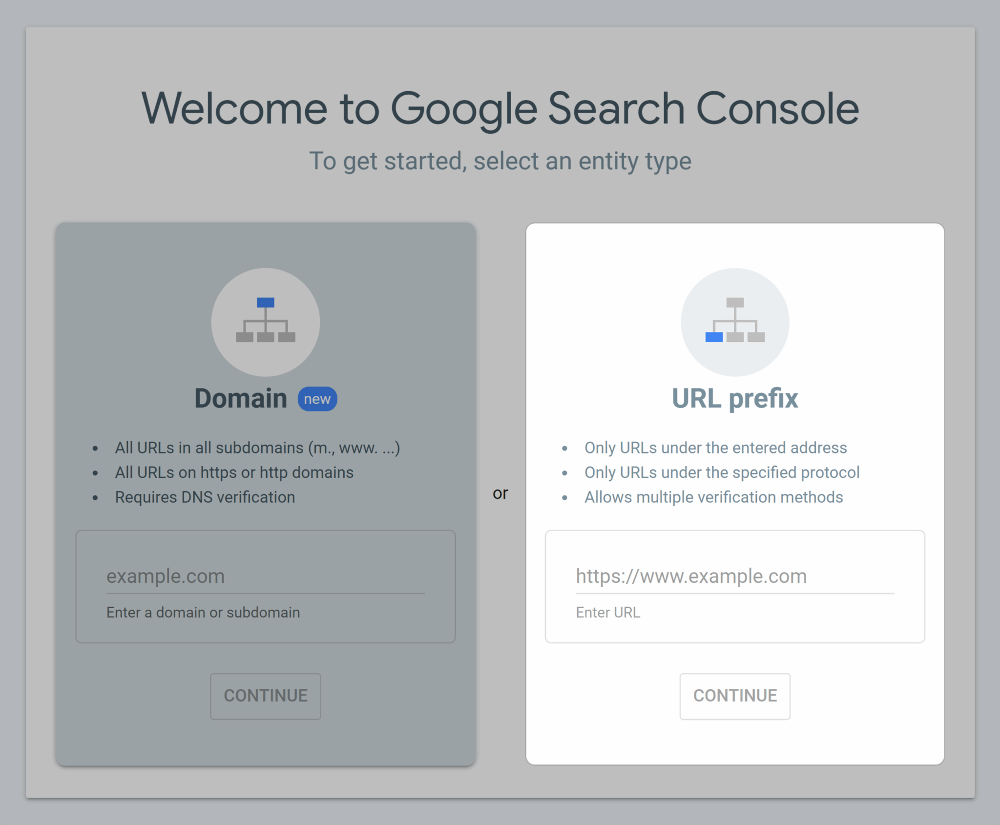 Welcome to Google Search Console
To get started, select an entity type
Domain new
• All URLs in all subdomains (m., www. ...)
• All URLs on https or http domains
• Requires DNS verification
example.com
Enter a domain or subdomain
CONTINUE
or
URL prefix
• Only URLs under the entered address
• Only URLs under the specified protocol
• Allows multiple verification methods
https://www.example.com
Enter URL
CONTINUE